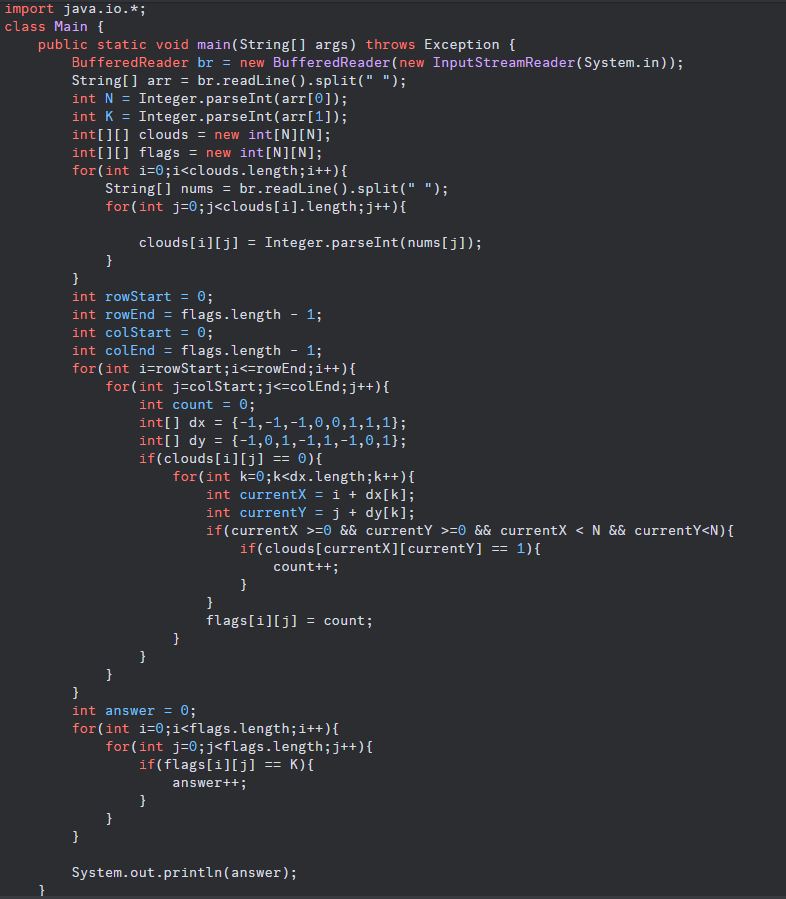 import java.io.*;
class Main {
    public static void main(String[] args) throws Exception {
        BufferedReader br = new BufferedReader(new InputStreamReader(System.in));
        String[] arr = br.readLine().split(" ");
        int N = Integer.parseInt(arr[0]);
        int K = Integer.parseInt(arr[1]);
        int[][] clouds = new int[N][N];
        int[][] flags = new int[N][N];
        for(int i=0;i<clouds.length;i++){
            String[] nums = br.readLine().split(" ");
            for(int j=0;j<clouds[i].length;j++){

                clouds[i][j] = Integer.parseInt(nums[j]);
            }
        }
        int rowStart = 0;
        int rowEnd = flags.length - 1;
        int colStart = 0;
        int colEnd = flags.length - 1;
        for(int i=rowStart;i<=rowEnd;i++){
            for(int j=colStart;j<=colEnd;j++){
                int count = 0;
                int[] dx = {-1,-1,-1,0,0,1,1,1};
                int[] dy = {-1,0,1,-1,1,-1,0,1};
                if(clouds[i][j] == 0){
                    for(int k=0;k<dx.length;k++){
                        int currentX = i + dx[k];
                        int currentY = j + dy[k];
                        if(currentX >=0 && currentY >=0 && currentX < N && currentY<N){
                            if(clouds[currentX][currentY] == 1){
                                count++;
                            }
                        }
                        flags[i][j] = count;
                    }
                }
            }
        }
        int answer = 0;
        for(int i=0;i<flags.length;i++){
            for(int j=0;j<flags.length;j++){
                if(flags[i][j] == K){
                    answer++;
                }
            }
        }

        System.out.println(answer);
    }